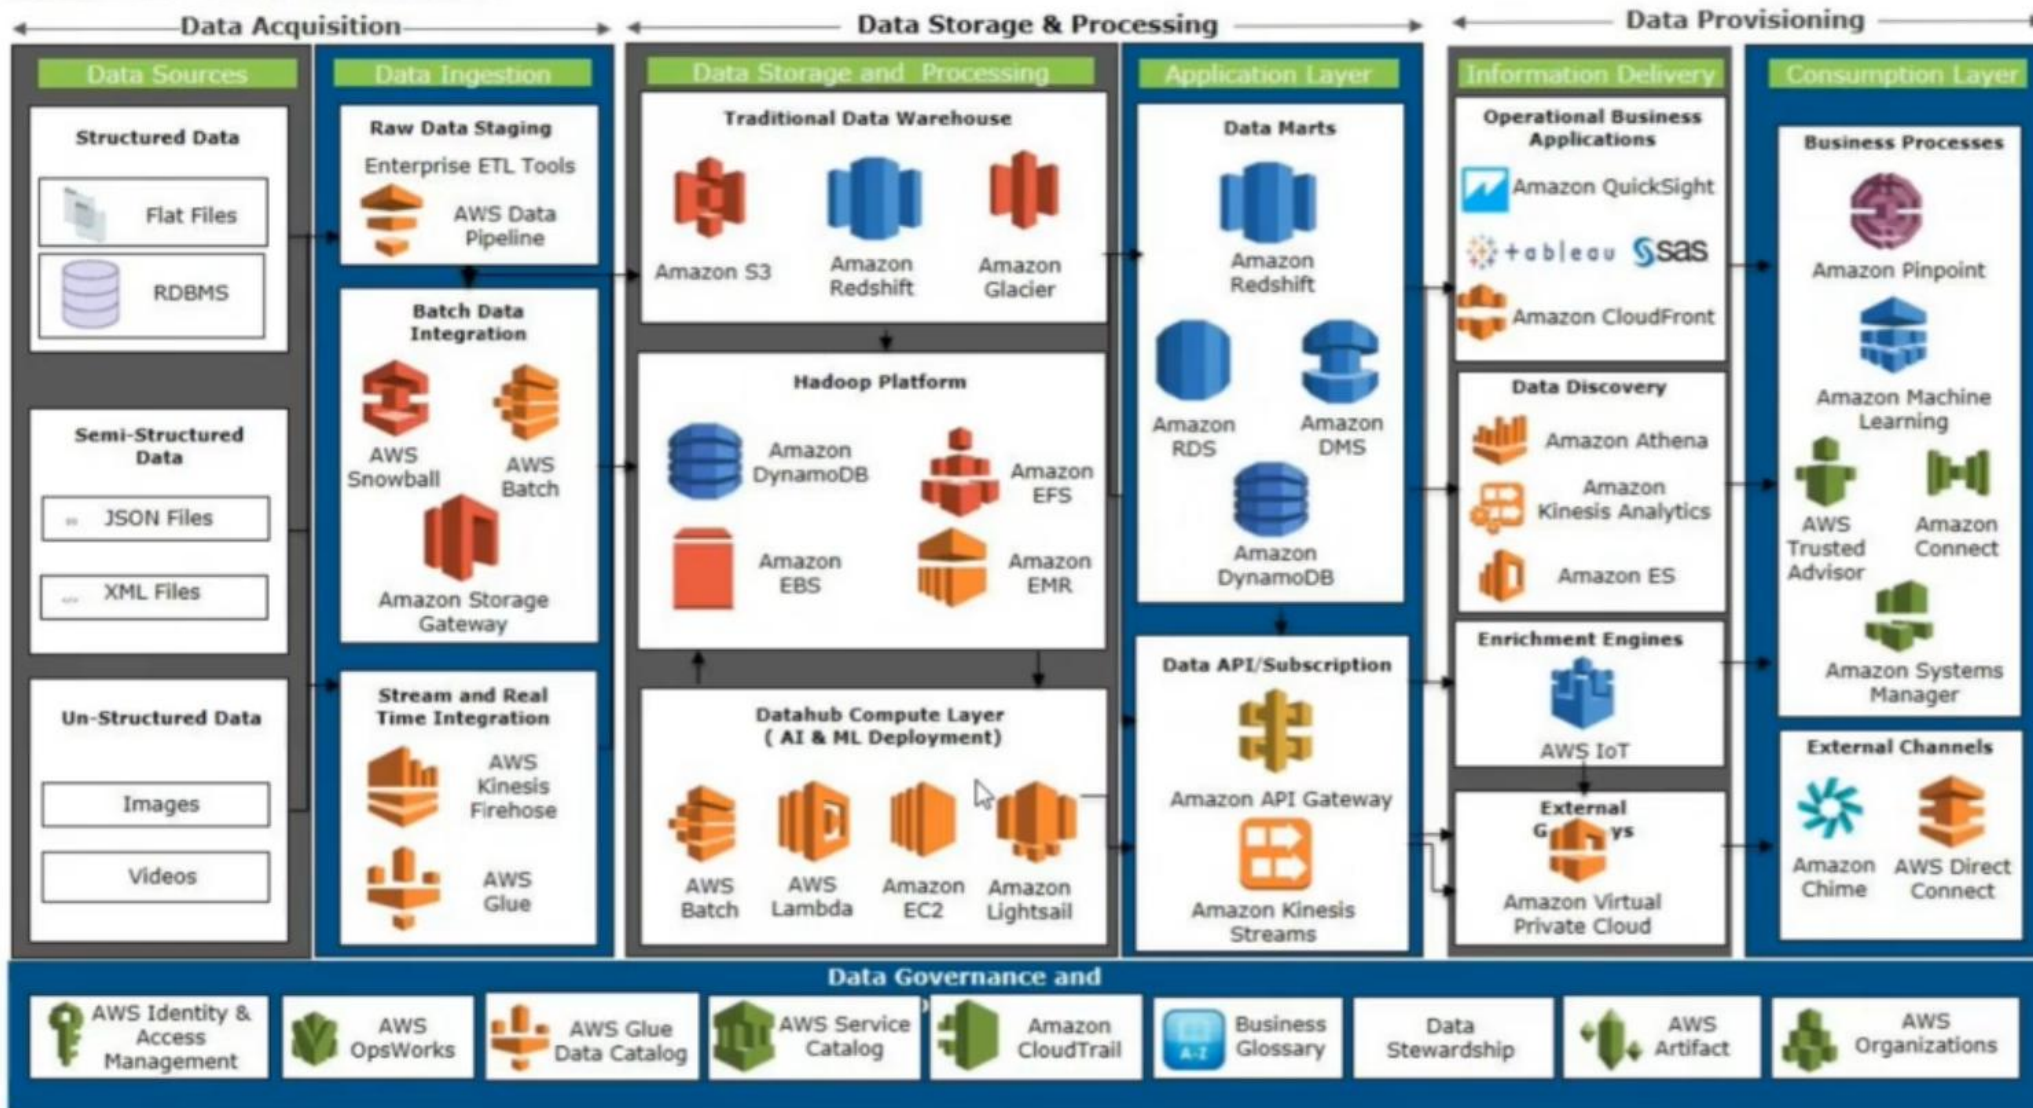 Data Acquisition
Data Storage & Processing
Data Provisioning
Data Sources
Data Ingestion
Data Storage and Processing
Application Layer
Information Delivery
Consumption Layer
Structured Data
Flat Files
RDBMS
Semi-Structured
Data
JSON Files
XML Files
Un-Structured Data
Images
Videos
Raw Data Staging
Enterprise ETL Tools
AWS Data
Pipeline
Batch Data
Integration
AWS
Snowball
AWS
Batch
Amazon Storage
Gateway
Stream and Real
Time Integration
AWS
Kinesis
Firehose
AWS
Glue
Traditional Data Warehouse
Amazon S3
Amazon
Redshift
Amazon
Glacier
Hadoop Platform
Amazon
DynamoDB
Amazon
EFS
Amazon
EBS
Amazon
EMR
Datahub Compute Layer
( AI & ML Deployment)
AWS
Batch
AWS
Lambda
Amazon
EC2
Amazon
Lightsail
Data Marts
Amazon
Redshift
Amazon
RDS
Amazon
DMS
Amazon
DynamoDB
Data API/Subscription
Amazon API Gateway
Amazon Kinesis
Streams
Operational Business
Applications
Amazon QuickSight
+ableau
sas
Amazon CloudFront
Data Discovery
Amazon Athena
Amazon
Kinesis Analytics
Amazon ES
Enrichment Engines
AWS IoT
External
Amazon Virtual
Private Cloud
Business Processes
Amazon Pinpoint
Amazon Machine
Learning
AWS
Trusted
Advisor
Amazon
Connect
Amazon Systems
Manager
External Channels
Amazon
Chime
AWS Direct
Connect
Data Governance and
AWS Identity &
Access
Management
AWS
OpsWorks
AWS Glue
Data Catalog
AWS Service
Catalog
Amazon
CloudTrail
A-Z
Business
Glossary
Data
Stewardship
AWS
Artifact
AWS
Organizations